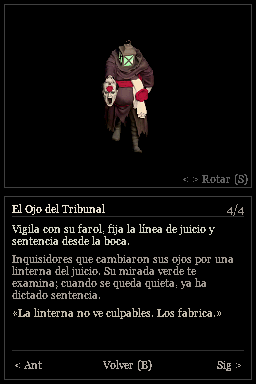 < > Rotar (S)
El Ojo del Tribunal 4/4
Vigila con su farol, fija la línea de juicio y
sentencia desde la boca.
Inquisidores que cambiaron sus ojos por una
linterna del juicio. Su mirada verde te
examina; cuando se queda quieta, ya ha
dictado sentencia.
«La linterna no ve culpables. Los fabrica.»
< Ant Volver (B) Sig >